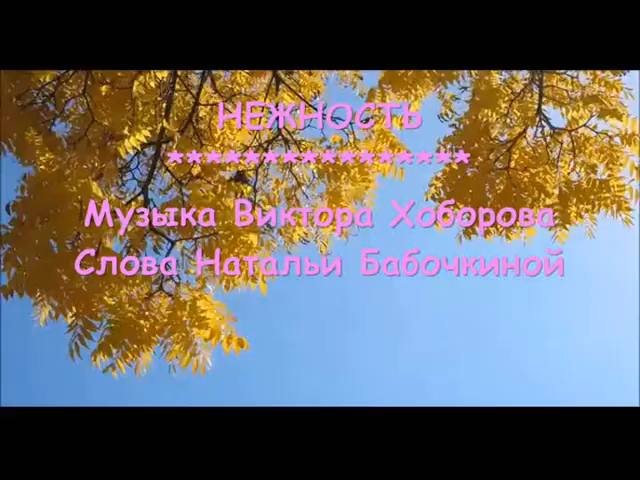 НЕЖНОСТЬ
****************
Музыка Виктора Хоборова
Слова Натальи Бабочкиной